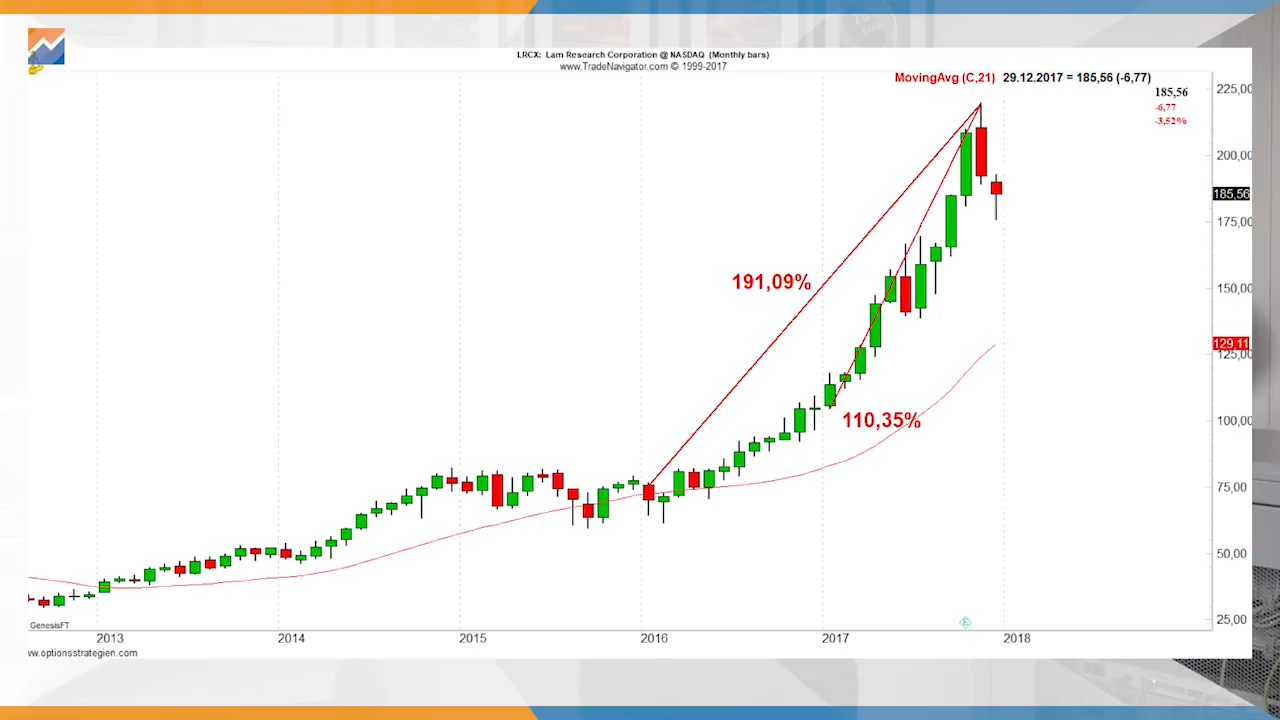 LRCX: Lam Research Corporation @ NASDAQ (Monthly bars)
www.TradeNavigator.com © 1999-2017
MovingAvg (C,21) 29.12.2017 = 185,56 (-6,77)
185,56
-6,77
-3,52%
225,00
200,00
185,56
175,00
191,09%
150,00
129,11
125,00
110,35%
100,00
75,00
50,00
25,00
GenesisFT
E
2013 2014 2015 2016 2017 2018
ww.optionsstrategien.com